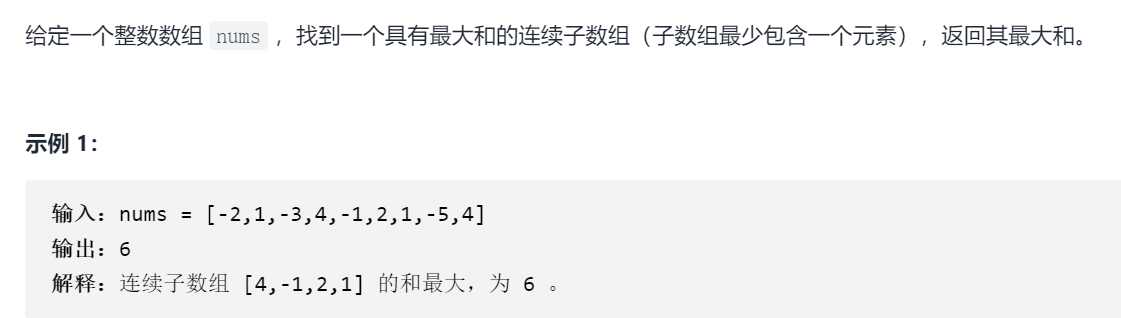 给定一个整数数组 nums ，找到一个具有最大和的连续子数组（子数组最少包含一个元素），返回其最大和。
示例 1：
输入：nums = [-2,1,-3,4,-1,2,1,-5,4]
输出：6
解释：连续子数组 [4,-1,2,1] 的和最大，为 6 。